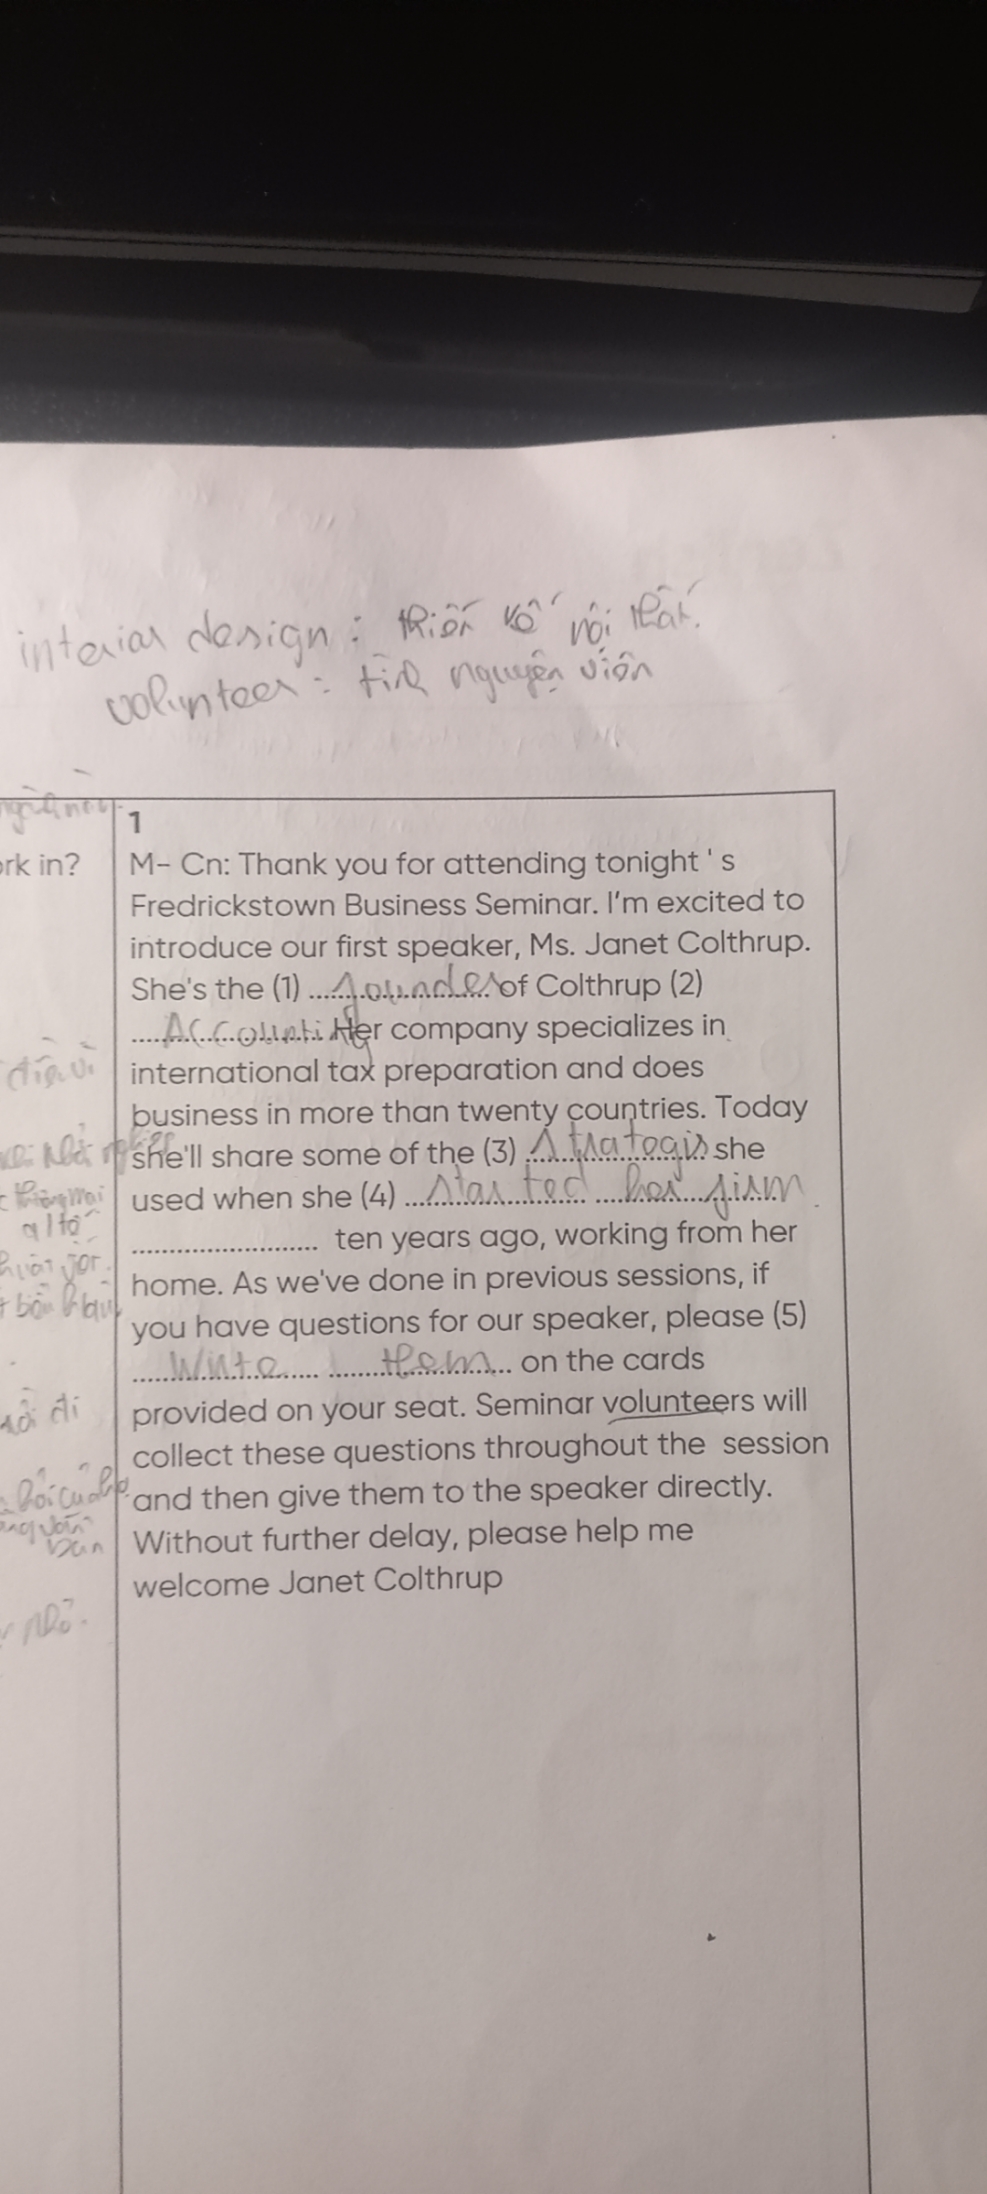 interior design : thiết kế nội thất.
volunteer : tình nguyện viên
1
ork in?
M- Cn: Thank you for attending tonight ' s
Fredrickstown Business Seminar. I'm excited to
introduce our first speaker, Ms. Janet Colthrup.
She's the (1) ...founder... of Colthrup (2)
...Accounting. Her company specializes in
international tax preparation and does
business in more than twenty countries. Today
she'll share some of the (3) ...strategis... she
used when she (4) ...started... ...her...firm
........................ ten years ago, working from her
home. As we've done in previous sessions, if
you have questions for our speaker, please (5)
...write... ...them... on the cards
provided on your seat. Seminar volunteers will
collect these questions throughout the session
and then give them to the speaker directly.
Without further delay, please help me
welcome Janet Colthrup